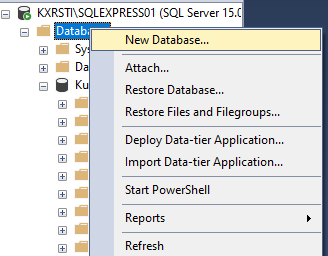 KXRSTI\SQLEXPRESS01 (SQL Server 15.0
Databa
New Database...
Sys
Attach...
Da
Restore Database...
Ku
Restore Files and Filegroups...
Deploy Data-tier Application...
Import Data-tier Application...
Start PowerShell
Reports
Refresh